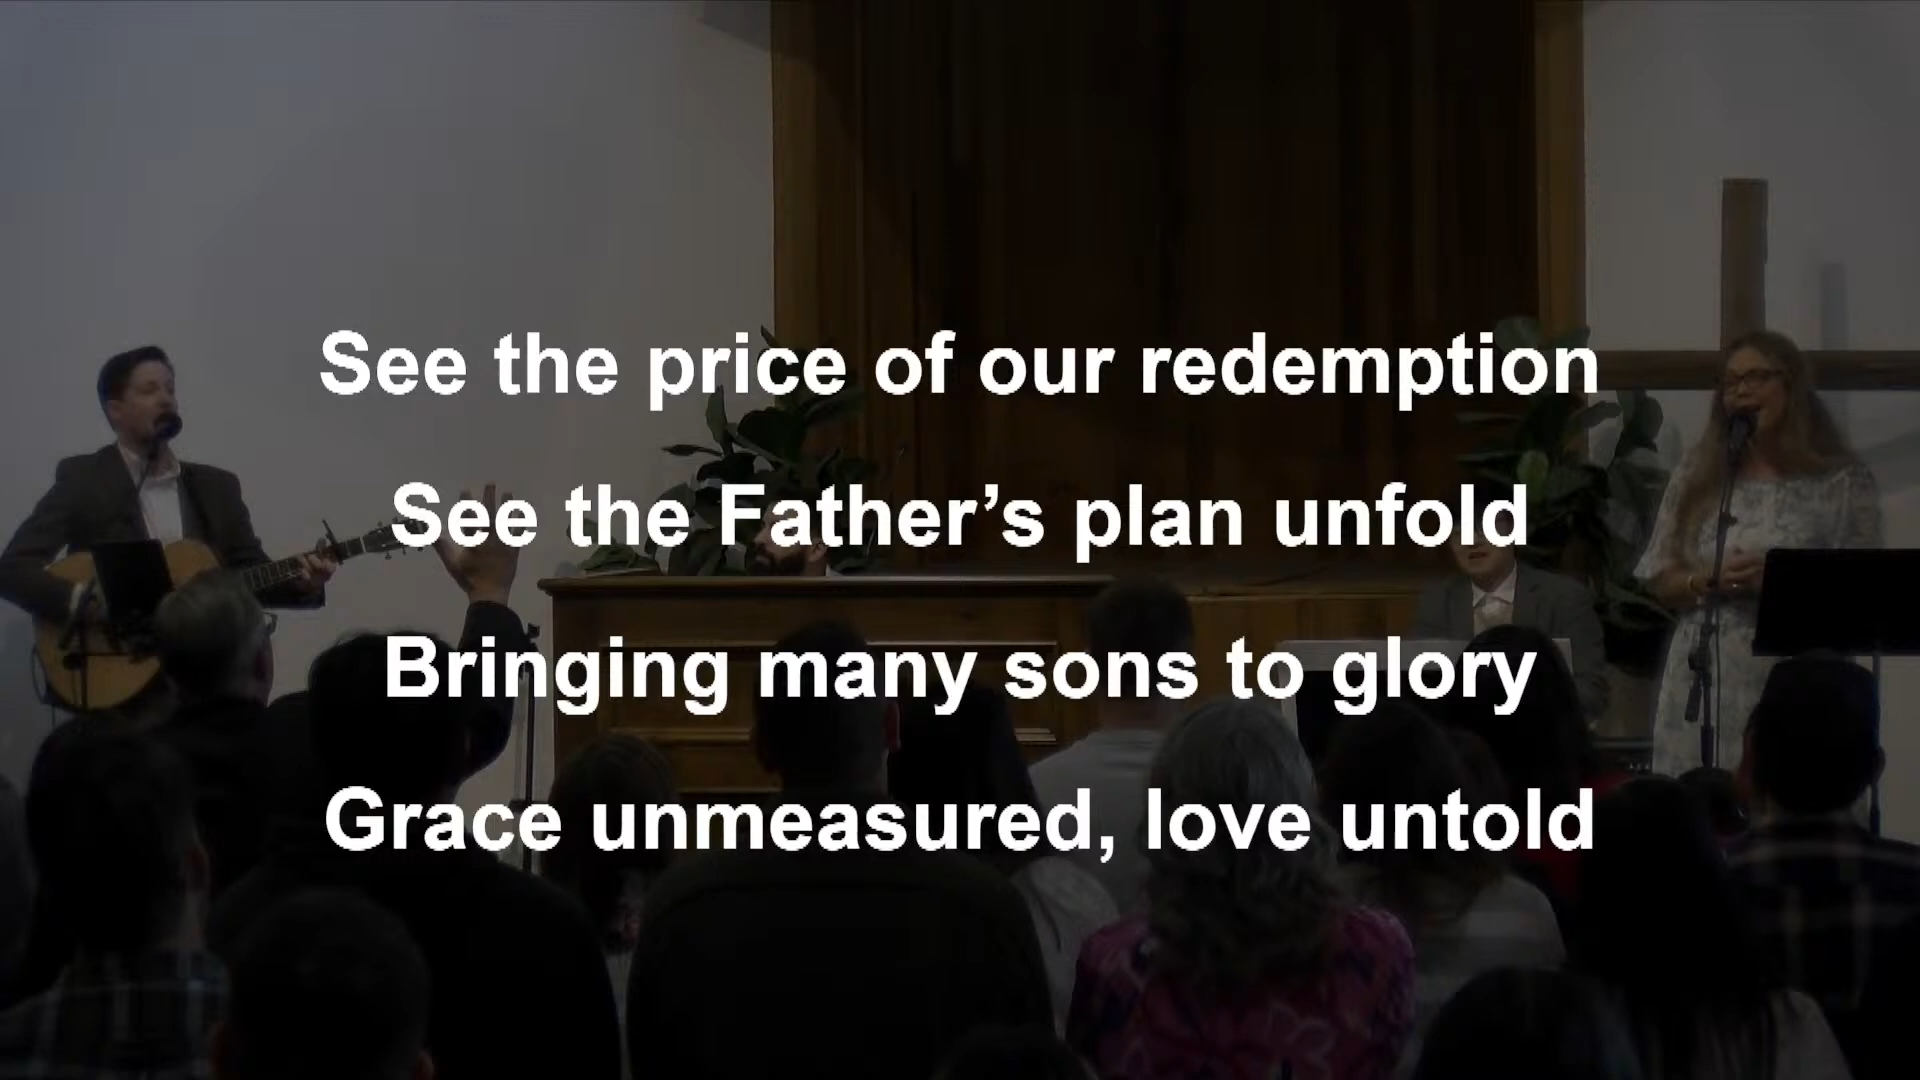 See the price of our redemption
See the Father’s plan unfold
Bringing many sons to glory
Grace unmeasured, love untold